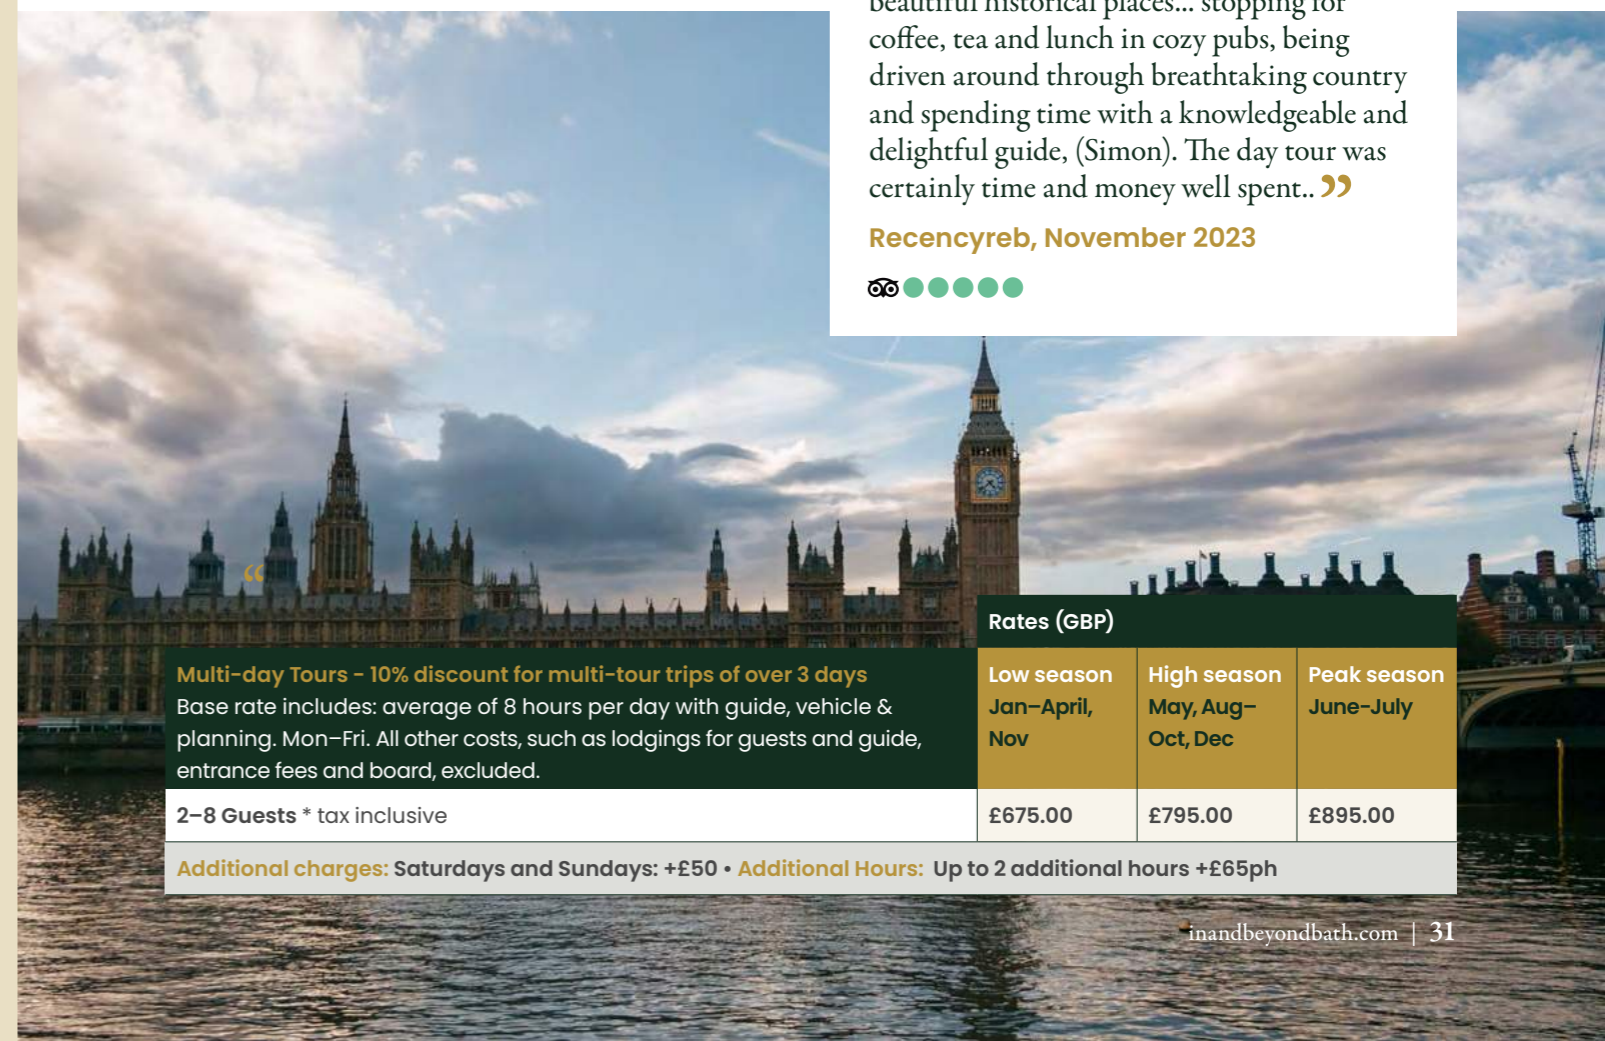 beautiful historical places... stopping for
coffee, tea and lunch in cozy pubs, being
driven around through breathtaking country
and spending time with a knowledgeable and
delightful guide, (Simon). The day tour was
certainly time and money well spent.. ”
Recencyreb, November 2023
“
Rates (GBP)
Multi-day Tours - 10% discount for multi-tour trips of over 3 days
Base rate includes: average of 8 hours per day with guide, vehicle &
planning. Mon–Fri. All other costs, such as lodgings for guests and guide,
entrance fees and board, excluded.
Low season
Jan–April,
Nov
High season
May, Aug–
Oct, Dec
Peak season
June-July
2–8 Guests * tax inclusive
£675.00
£795.00
£895.00
Additional charges: Saturdays and Sundays: +£50 • Additional Hours: Up to 2 additional hours +£65ph
inandbeyondbath.com | 31